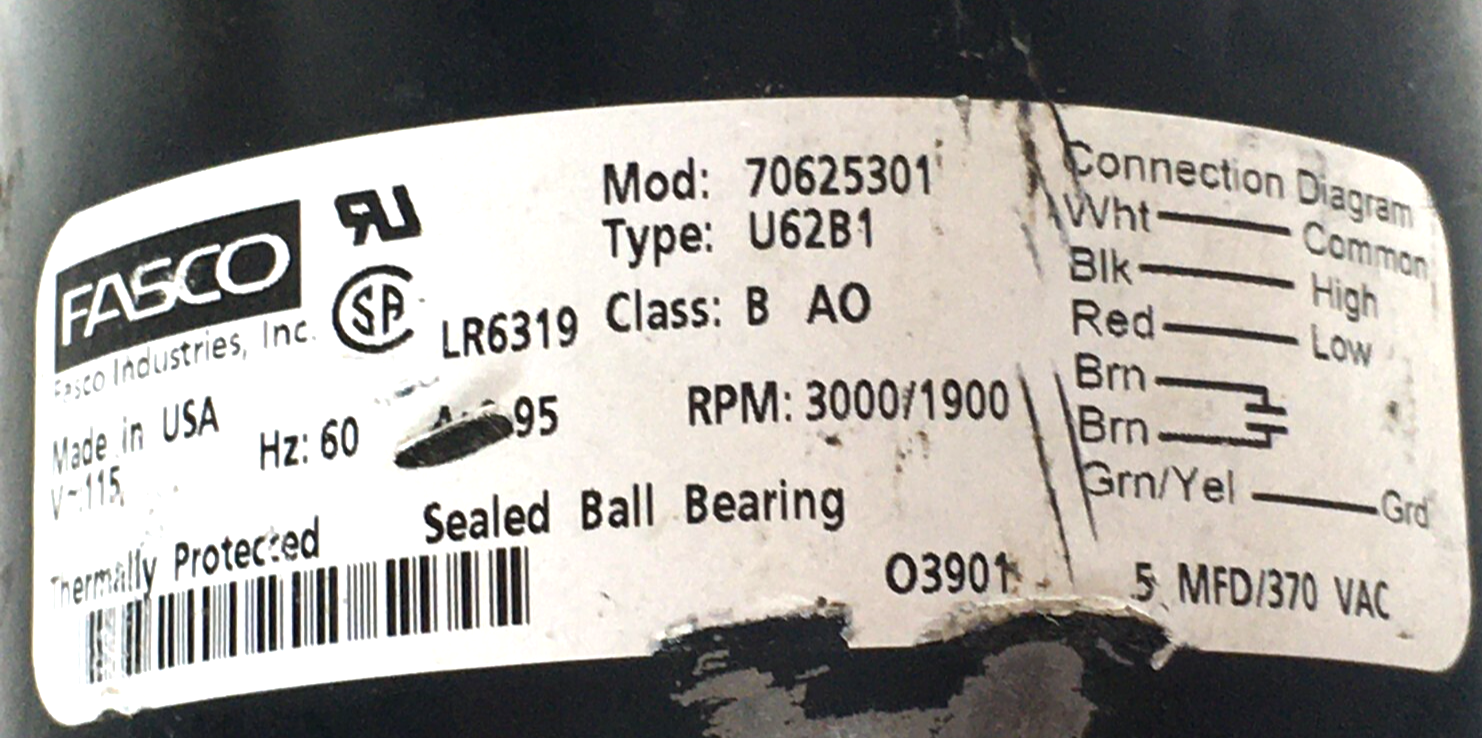 FASCO
Fasco Industries, Inc.
Made in USA
V~:115
Hz: 60
95
Thermally Protected
LR6319
Mod: 70625301
Type: U62B1
Class: B AO
RPM: 3000/1900
Sealed Ball Bearing
O3901
Connection Diagram
Wht Common
Blk High
Red Low
Brn
Brn
Grn/Yel Grd
5 MFD/370 VAC